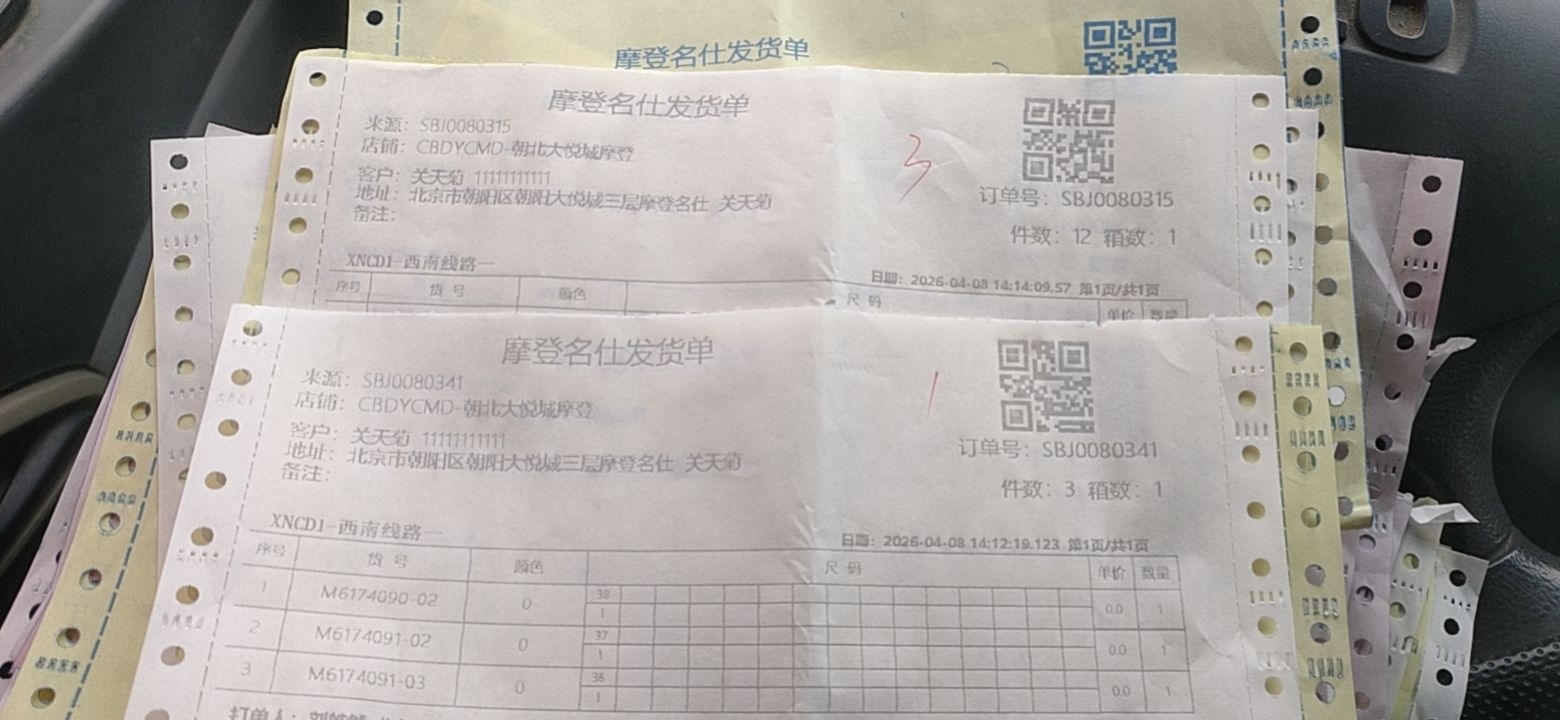 摩登名仕发货单
摩登名仕发货单
来源：SBJ0080315
店铺：CBDYCMD-朝北大悦城摩登
3
客户：关天菊 11111111111
地址：北京市朝阳区朝阳大悦城三层摩登名仕 关天菊
备注：
订单号：SBJ0080315
件数：12 箱数：1
XNCD1-西南线路一
日期：2026-04-08 14:14:09.57 第1页/共1页
序号 货 号 颜色 尺 码 单价 数量
摩登名仕发货单
来源：SBJ0080341
店铺：CBDYCMD-朝北大悦城摩登
1
客户：关天菊 11111111111
地址：北京市朝阳区朝阳大悦城三层摩登名仕 关天菊
备注：
订单号：SBJ0080341
件数：3 箱数：1
XNCD1-西南线路一
日期：2026-04-08 14:12:19.123 第1页/共1页
序号 货 号 颜色 尺 码 单价 数量
1 M6174090-02 0 38 1 0.0 1
2 M6174091-02 0 37 1 0.0 1
3 M6174091-03 0 36 1 0.0 1
打单人：